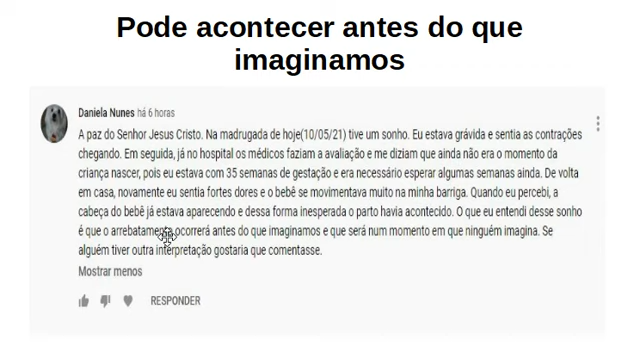 Pode acontecer antes do que
imaginamos
Daniela Nunes há 6 horas
A paz do Senhor Jesus Cristo. Na madrugada de hoje(10/05/21) tive um sonho. Eu estava grávida e sentia as contrações
chegando. Em seguida, já no hospital os médicos faziam a avaliação e me diziam que ainda não era o momento da
criança nascer, pois eu estava com 35 semanas de gestação e era necessário esperar algumas semanas ainda. De volta
em casa, novamente eu sentia fortes dores e o bebê se movimentava muito na minha barriga. Quando eu percebi, a
cabeça do bebê já estava aparecendo e dessa forma inesperada o parto havia acontecido. O que eu entendi desse sonho
é que o arrebatamento ocorrerá antes do que imaginamos e que será num momento em que ninguém imagina. Se
alguém tiver outra interpretação gostaria que comentasse.
Mostrar menos
RESPONDER